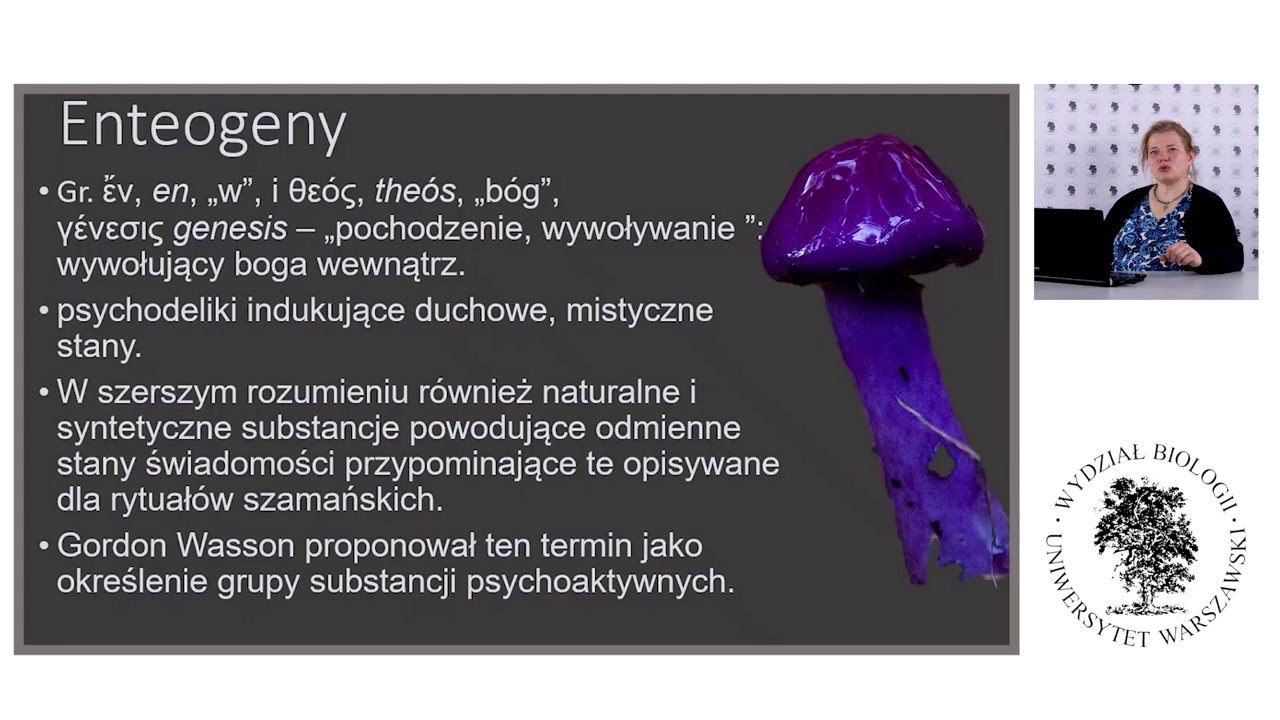 Enteogeny
• Gr. ἔν, en, „w”, i θεός, theós, „bóg”,
γένεσις genesis – „pochodzenie, wywoływanie ”:
wywołujący boga wewnątrz.
• psychodeliki indukujące duchowe, mistyczne
stany.
• W szerszym rozumieniu również naturalne i
syntetyczne substancje powodujące odmienne
stany świadomości przypominające te opisywane
dla rytuałów szamańskich.
• Gordon Wasson proponował ten termin jako
określenie grupy substancji psychoaktywnych.
• WYDZIAŁ BIOLOGII •
UNIWERSYTET WARSZAWSKI